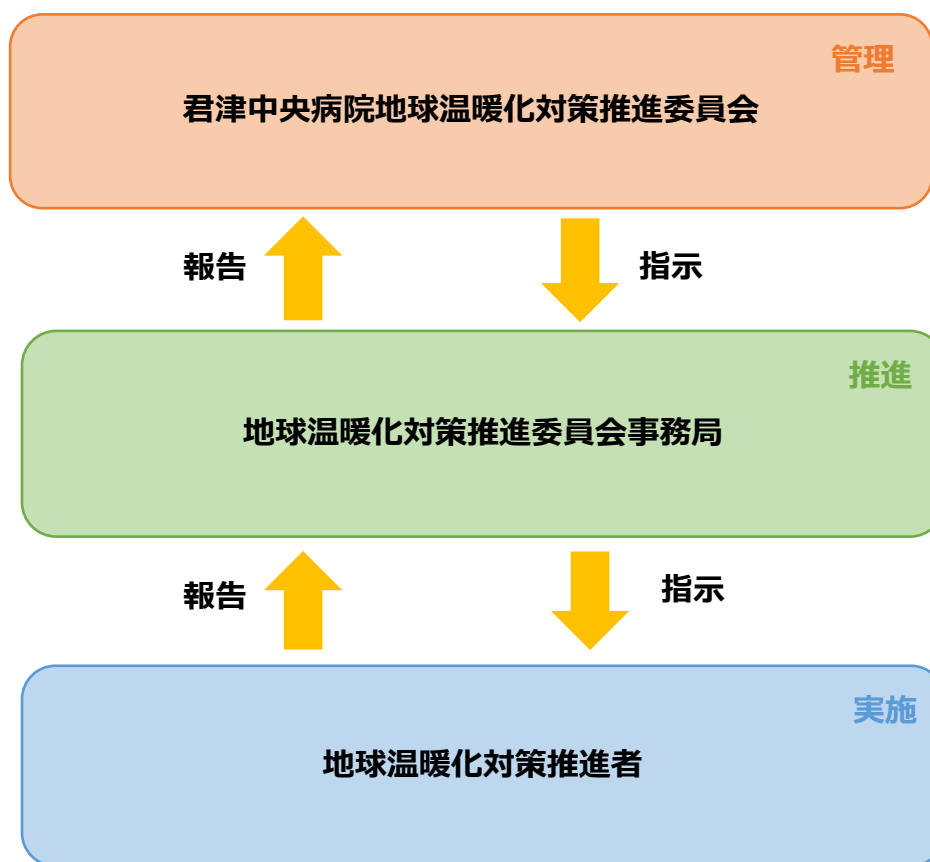 管理
君津中央病院地球温暖化対策推進委員会
報告
指示
推進
地球温暖化対策推進委員会事務局
報告
指示
実施
地球温暖化対策推進者